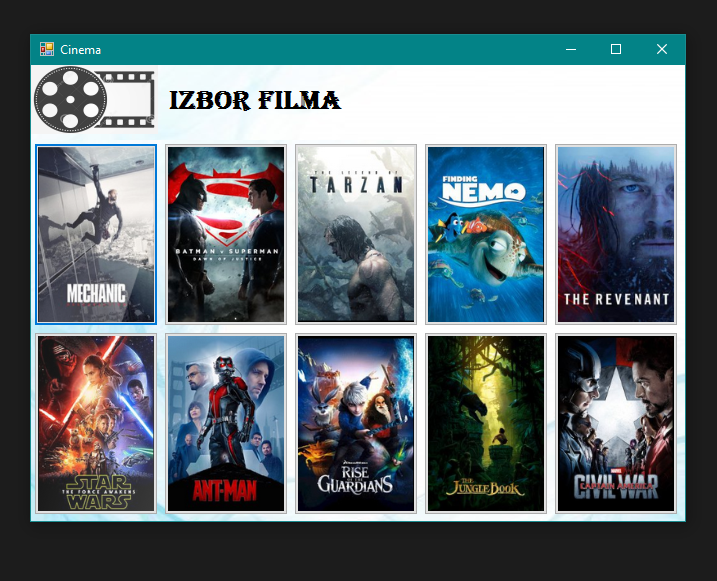 Cinema
IZBOR FILMA
MECHANIC
BATMAN v SUPERMAN
DAWN OF JUSTICE
THE LEGEND OF
TARZAN
FINDING
NEMO
THE REVENANT
STAR
THE FORCE AWAKENS
WARS
ANT-MAN
RISE
OF THE
GUARDIANS
THE
JUNGLE BOOK
MARVEL
CAPTAIN AMERICA
CIVIL WAR